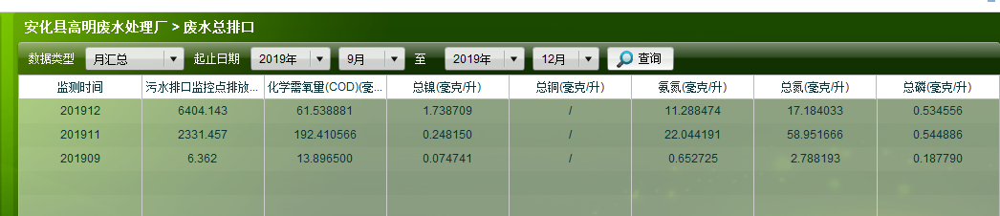 安化县高明废水处理厂 > 废水总排口
数据类型 月汇总 起止日期 2019年 9月 至 2019年 12月 查询
监测时间 污水排口监控点排放... 化学需氧量(COD)(毫... 总镍(毫克/升) 总铜(毫克/升) 氨氮(毫克/升) 总氮(毫克/升) 总磷(毫克/升)
201912 6404.143 61.538881 1.738709 / 11.288474 17.184033 0.534556
201911 2331.457 192.410566 0.248150 / 22.044191 58.951666 0.544886
201909 6.362 13.896500 0.074741 / 0.652725 2.788193 0.187790